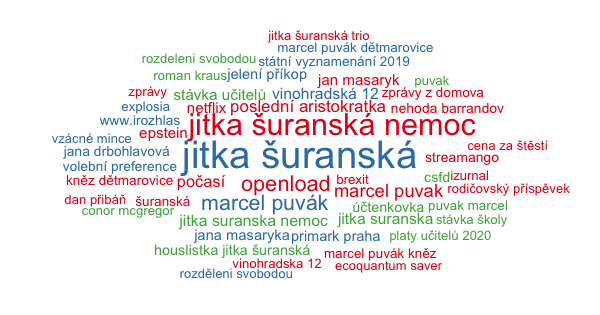 jitka šuranská trio
marcel puvák dětmarovice
rozdeleni svobodou
státní vyznamenání 2019
roman kraus
jelení příkop
jan masaryk
puvak
zprávy
stávka učitelů
vinohradská 12
zprávy z domova
explosia
netflix
poslední aristokratka
nehoda barrandov
www.irozhlas
jitka šuranská nemoc
epstein
vzácné mince
cena za štěstí
jana drbohlavová
jitka šuranská
streamango
volební preference
csfd
izurnal
kněz dětmarovice
počasí
openload
brexit
marcel puvak
rodičovský příspěvek
dan přibáň
šuranská
marcel puvák
účtenkovka
puvak marcel
conor mcgregor
jitka suranska nemoc
jitka suranska
stávka školy
jana masaryka
primark praha
platy učitelů 2020
houslistka jitka šuranská
marcel puvák kněz
vinohradska 12
ecoquantum saver
rozděleni svobodou